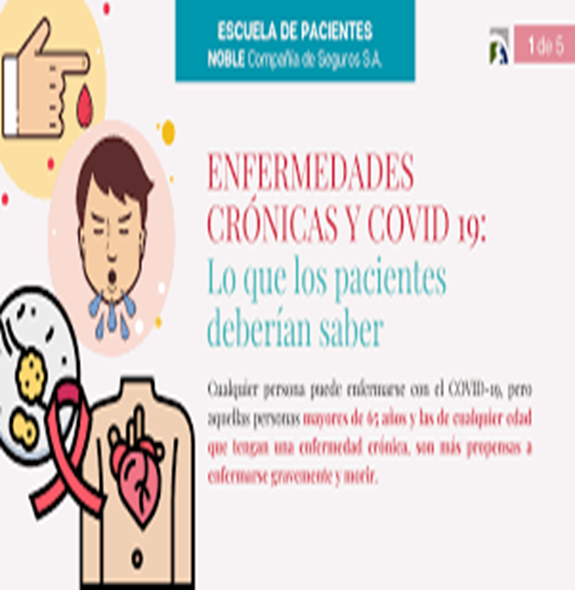 ESCUELA DE PACIENTES
NOBLE Compañía de Seguros S.A.
1 de 5
ENFERMEDADES
CRÓNICAS Y COVID 19:
Lo que los pacientes
deberían saber
Cualquier persona puede enfermarse con el COVID-19, pero
aquellas personas mayores de 65 años y las de cualquier edad
que tengan una enfermedad crónica, son más propensas a
enfermarse gravemente y morir.